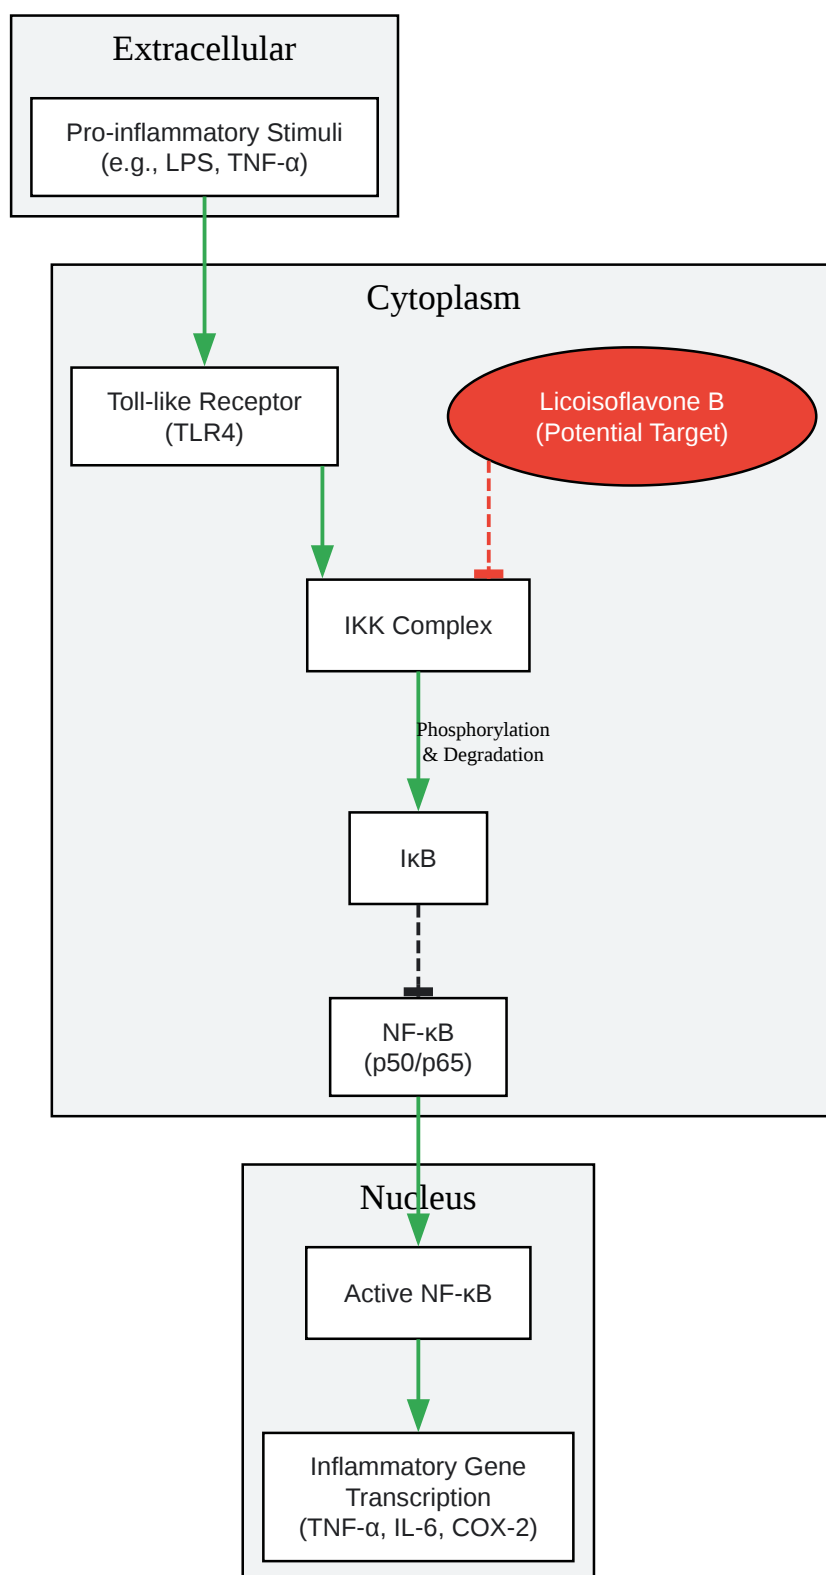 Extracellular
Pro-inflammatory Stimuli
(e.g., LPS, TNF-α)
Cytoplasm
Toll-like Receptor
(TLR4)
Licoisoflavone B
(Potential Target)
IKK Complex
Phosphorylation
& Degradation
IκB
NF-κB
(p50/p65)
Nucleus
Active NF-κB
Inflammatory Gene
Transcription
(TNF-α, IL-6, COX-2)